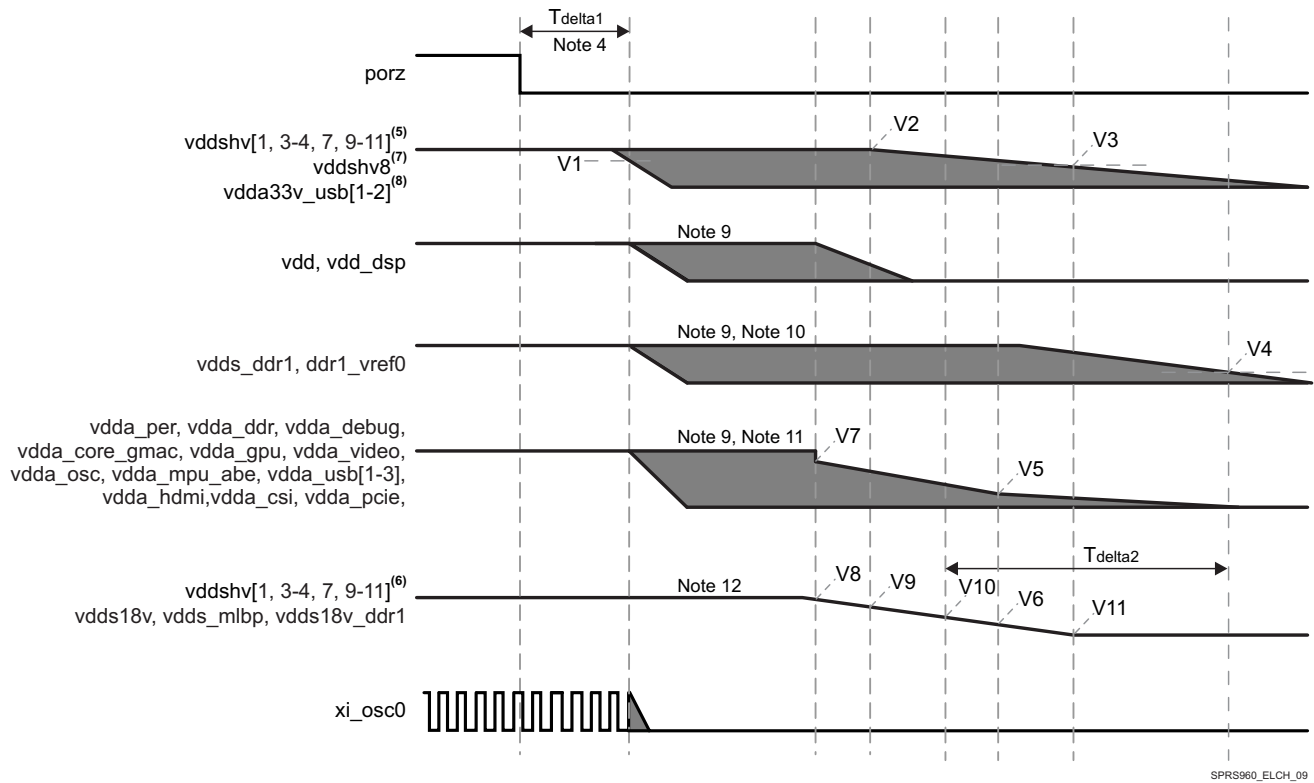 Tdelta1
Note 4
porz
vddshv[1, 3-4, 7, 9-11](5)
vddshv8(7)
vdda33v_usb[1-2](8)
V1
V2
V3
Note 9
vdd, vdd_dsp
Note 9, Note 10
vdds_ddr1, ddr1_vref0
V4
vdda_per, vdda_ddr, vdda_debug,
vdda_core_gmac, vdda_gpu, vdda_video,
vdda_osc, vdda_mpu_abe, vdda_usb[1-3],
vdda_hdmi,vdda_csi, vdda_pcie,
Note 9, Note 11
V7
V5
Tdelta2
vddshv[1, 3-4, 7, 9-11](6)
vdds18v, vdds_mlbp, vdds18v_ddr1
Note 12
V8
V9
V10
V6
V11
xi_osc0
SPRS960_ELCH_09